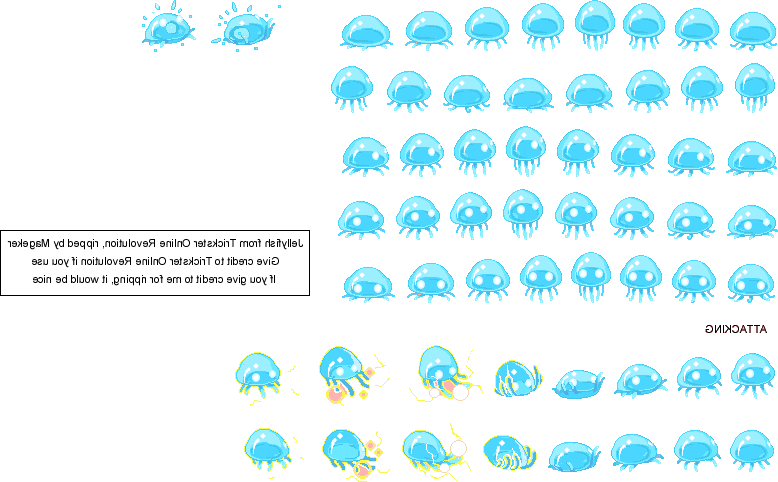 Jellyfish from Trickster Online Revolution, ripped by Mageker
Give credit to Trickster Online Revolution if you use
If you give credit to me for ripping, it would be nice
ATTACKING